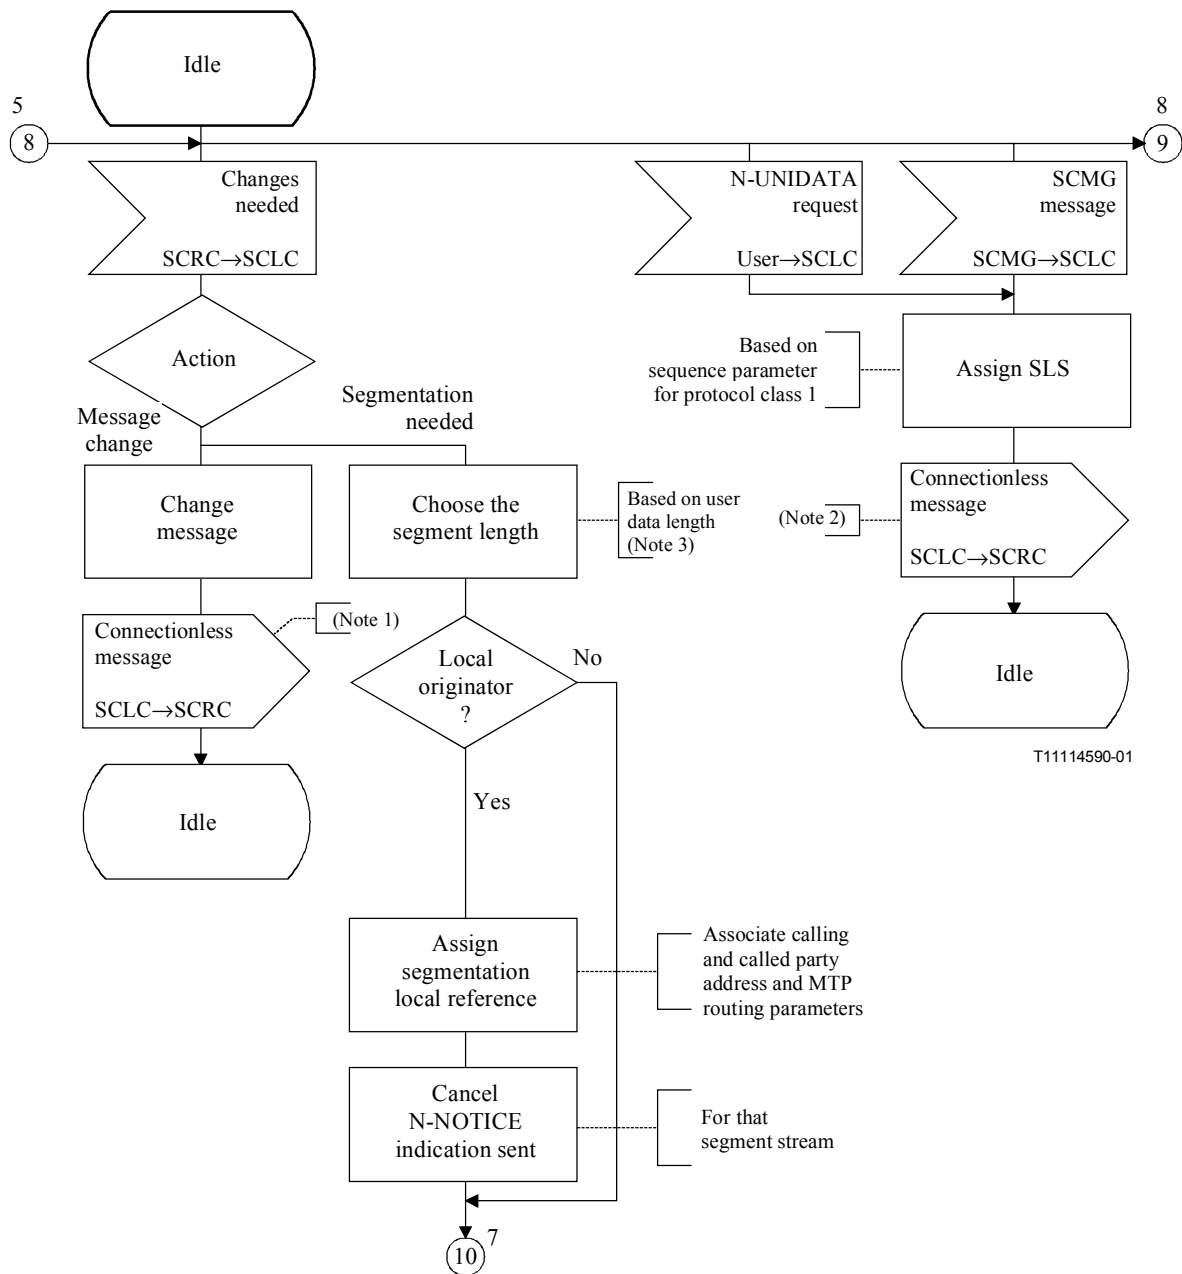 Idle
5
8
8
9
Changes
needed
SCRC→SCLC
N-UNIDATA
request
User→SCLC
SCMG
message
SCMG→SCLC
Action
Based on
sequence parameter
for protocol class 1
Assign SLS
Message
change
Segmentation
needed
Change
message
Choose the
segment length
Based on user
data length
(Note 3)
(Note 2)
Connectionless
message
SCLC→SCRC
Connectionless
message
SCLC→SCRC
(Note 1)
Local
originator
?
No
Idle
T11114590-01
Yes
Idle
Assign
segmentation
local reference
Associate calling
and called party
address and MTP
routing parameters
Cancel
N-NOTICE
indication sent
For that
segment stream
7
10